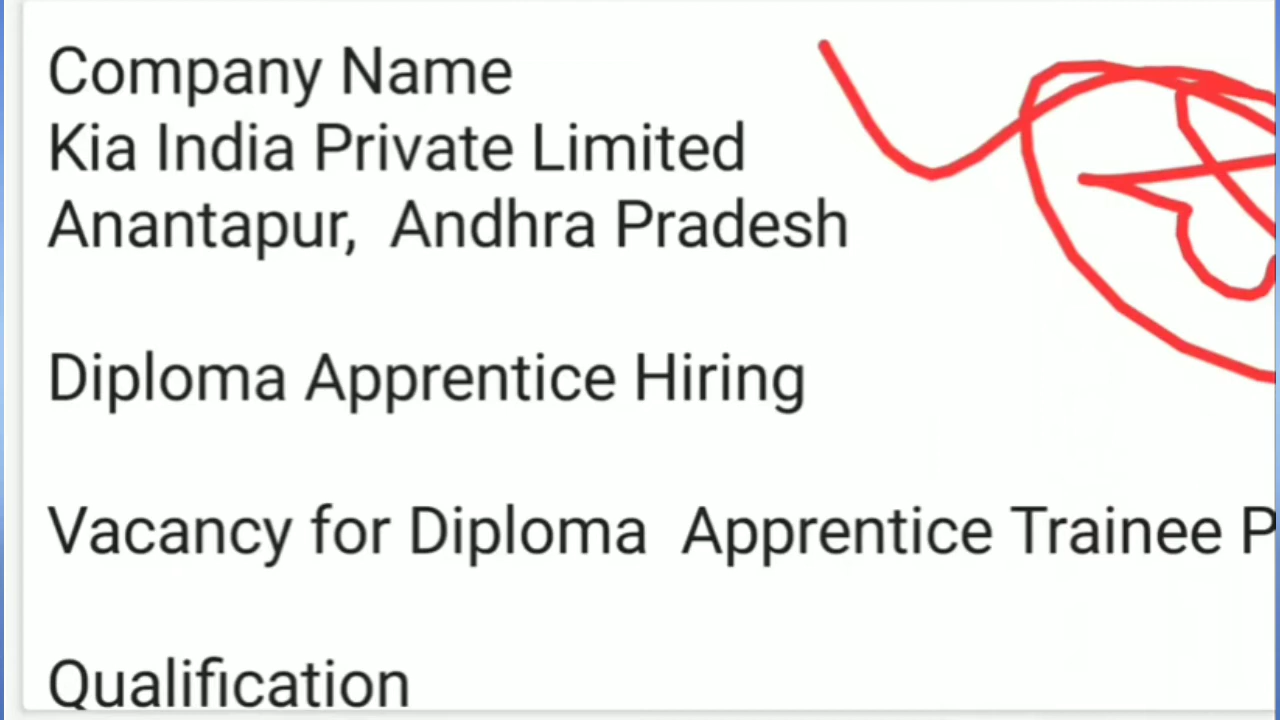 Company Name
Kia India Private Limited
Anantapur, Andhra Pradesh
Diploma Apprentice Hiring
Vacancy for Diploma Apprentice Trainee P
Qualification